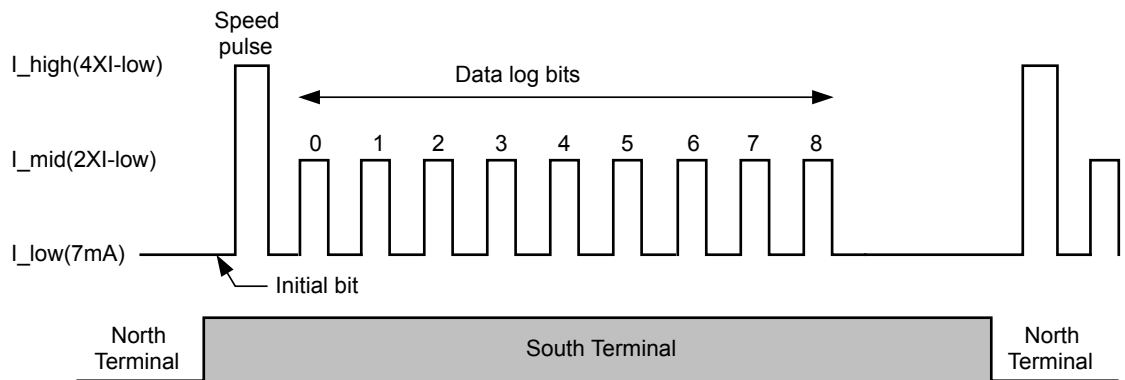 Speed
pulse
I_high(4XI-low)
Data log bits
0 1 2 3 4 5 6 7 8
I_mid(2XI-low)
I_low(7mA)
Initial bit
North
Terminal
South Terminal
North
Terminal